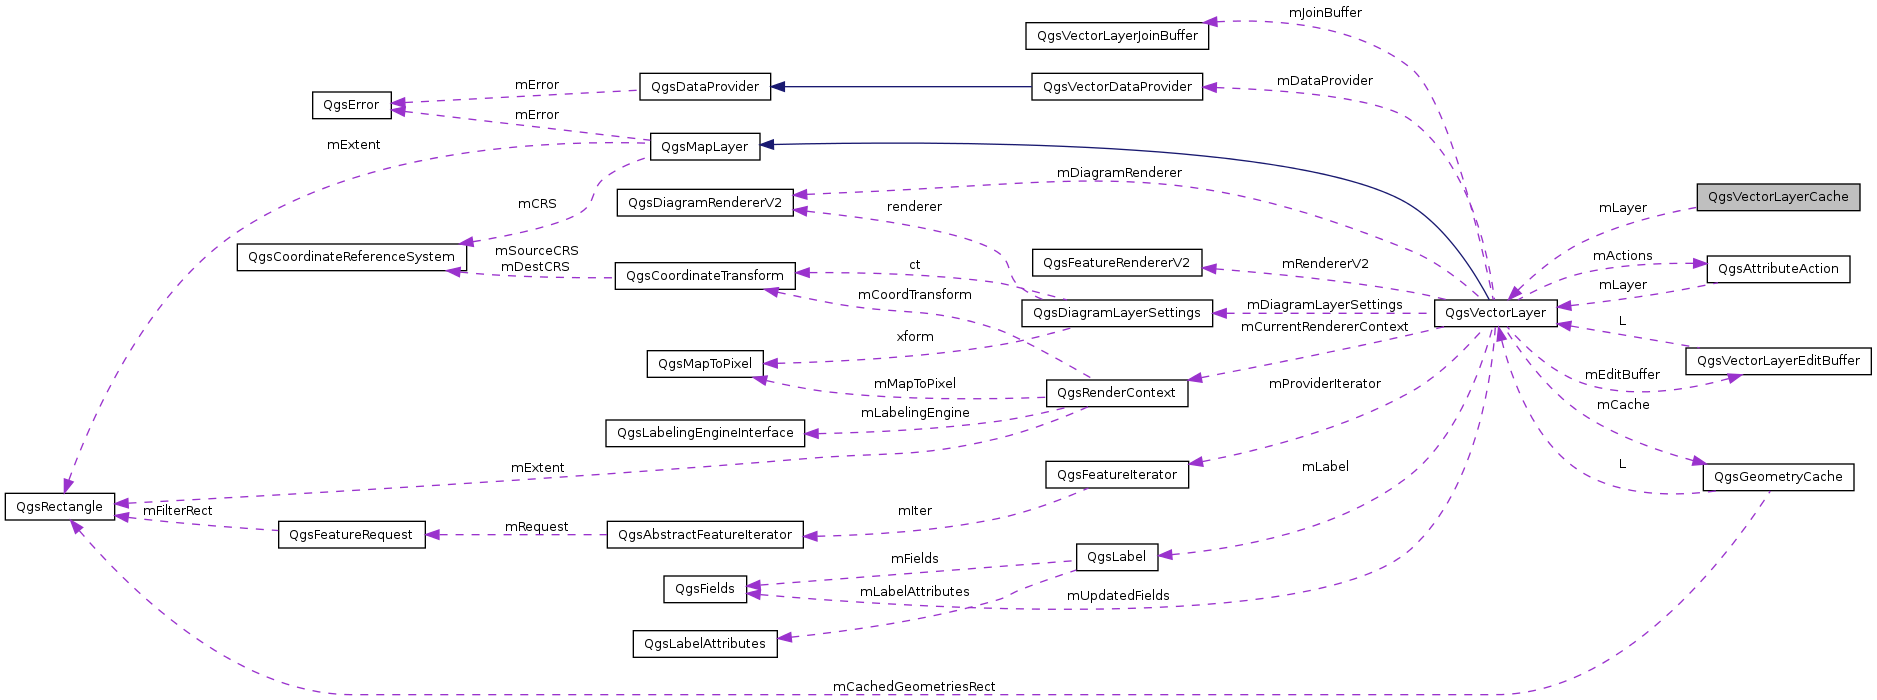 mJoinBuffer
QgsVectorLayerJoinBuffer
mError
QgsDataProvider
QgsVectorDataProvider
mDataProvider
QgsError
mError
mExtent
QgsMapLayer
mDiagramRenderer
QgsVectorLayerCache
QgsDiagramRendererV2
mCRS
renderer
mLayer
QgsCoordinateReferenceSystem
mSourceCRS
mDestCRS
QgsCoordinateTransform
ct
QgsFeatureRendererV2
mRendererV2
mActions
QgsAttributeAction
mLayer
mCoordTransform
QgsDiagramLayerSettings
mDiagramLayerSettings
QgsVectorLayer
mCurrentRendererContext
L
xform
QgsMapToPixel
QgsVectorLayerEditBuffer
mMapToPixel
QgsRenderContext
mProviderIterator
mEditBuffer
mLabelingEngine
mCache
QgsLabelingEngineInterface
mExtent
QgsFeatureIterator
mLabel
L
QgsGeometryCache
QgsRectangle
mFilterRect
QgsFeatureRequest
mRequest
QgsAbstractFeatureIterator
mIter
QgsLabel
mFields
QgsFields
mLabelAttributes
mUpdatedFields
QgsLabelAttributes
mCachedGeometriesRect